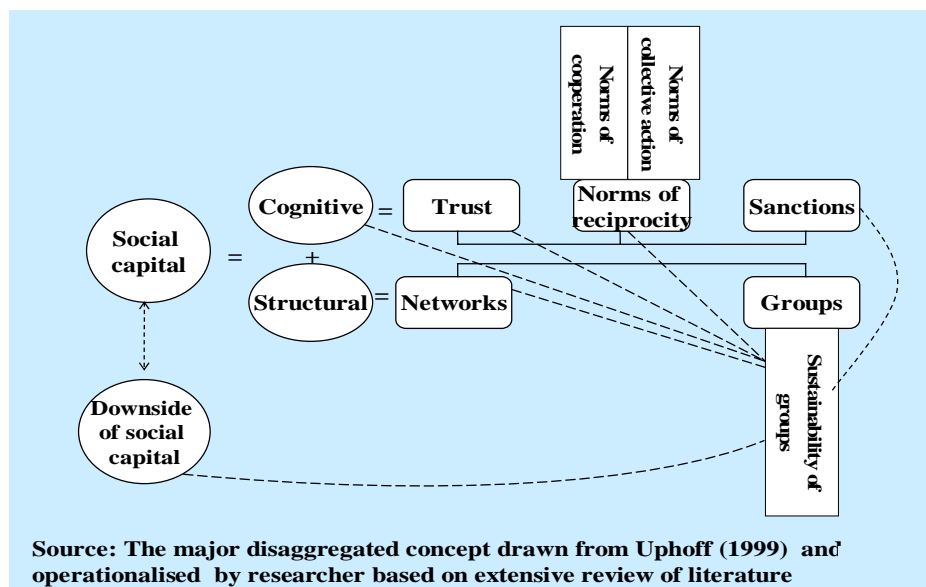 Norms of
cooperation
Norms of
collective action
Cognitive
=
Trust
Norms of
reciprocity
Sanctions
Social
capital
=
+
Structural
=
Networks
Groups
Sustainability of
groups
Downside
of social
capital
Source: The major disaggregated concept drawn from Uphoff (1999) and
operationalised by researcher based on extensive review of literature